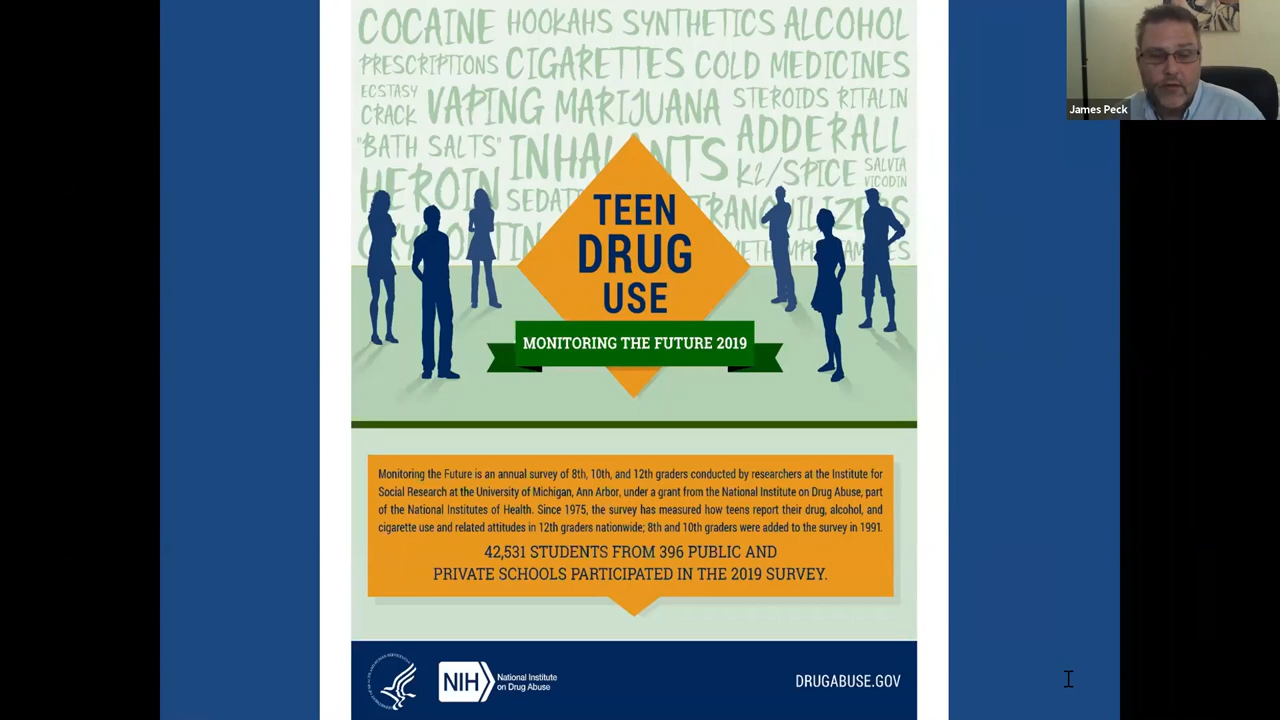 COCAINE HOOKAHS SYNTHETICS ALCOHOL
PRESCRIPTIONS CIGARETTES COLD MEDICINES
ECSTASY
CRACK VAPING MARIJUANA STEROIDS RITALIN
ADDERALL
"BATH SALTS"
K2/SPICE SALVIA
VICODIN
HEROIN
TEEN
DRUG
USE
MONITORING THE FUTURE 2019
Monitoring the Future is an annual survey of 8th, 10th, and 12th graders conducted by researchers at the Institute for
Social Research at the University of Michigan, Ann Arbor, under a grant from the National Institute on Drug Abuse, part
of the National Institutes of Health. Since 1975, the survey has measured how teens report their drug, alcohol, and
cigarette use and related attitudes in 12th graders nationwide; 8th and 10th graders were added to the survey in 1991.
42,531 STUDENTS FROM 396 PUBLIC AND
PRIVATE SCHOOLS PARTICIPATED IN THE 2019 SURVEY.
NIH National Institute
on Drug Abuse
DRUGABUSE.GOV
James Peck